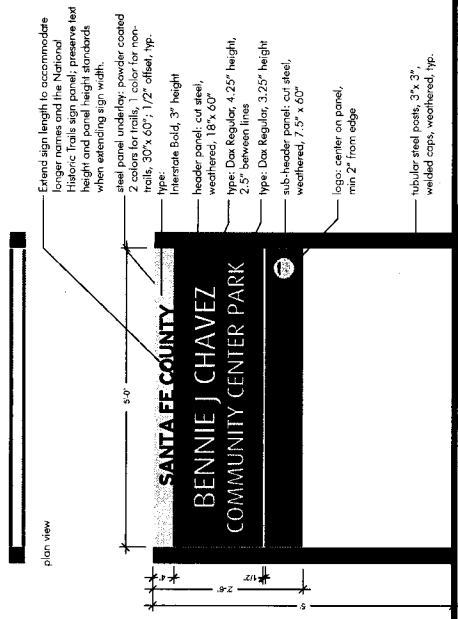 plan view
Extend sign length to accommodate
longer names and the National
Historic Trails sign panel; preserve text
height and panel height standards
when extending sign width.
steel panel underlay: powder coated
2 colors for trails, 1 color for non-
trails, 30"x 60"; 1/2" offset, typ.
type:
Interstate Bold, 3" height
header panel: cut steel,
weathered, 18"x 60"
type: Dax Regular, 4.25" height,
2.5" between lines
type: Dax Regular, 3.25" height
sub-header panel: cut steel,
weathered, 7.5"x 60"
logo: center on panel,
min 2" from edge
tubular steel posts, 3"x 3",
welded caps, weathered, typ.
5'-0"
SANTA FE COUNTY
BENNIE J CHAVEZ
COMMUNITY CENTER PARK
4"
2'-6"
1/2"
5'